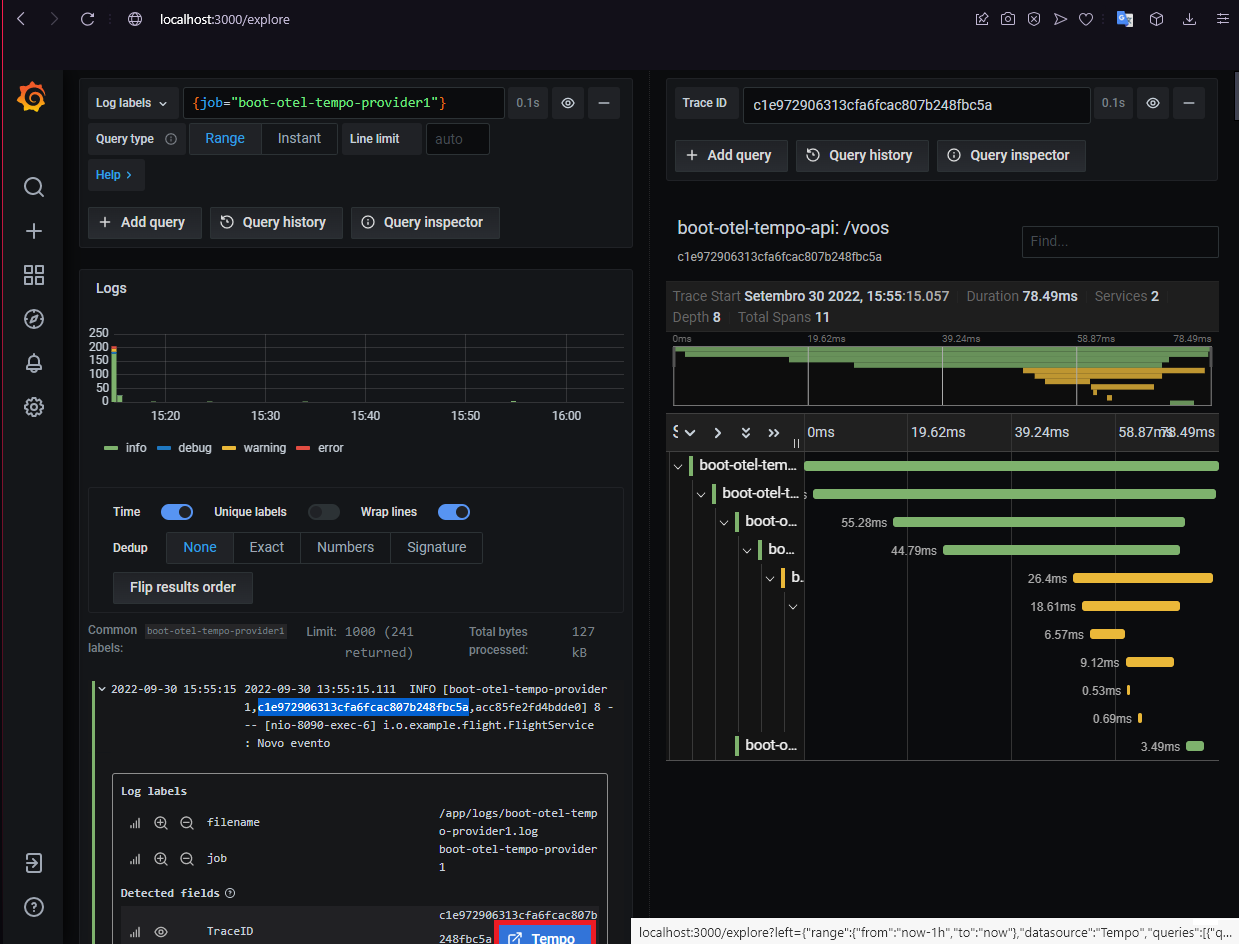 localhost:3000/explore
Log labels
{job="boot-otel-tempo-provider1"}
0.1s
Query type
Range
Instant
Line limit
auto
Help
Add query
Query history
Query inspector
Logs
250
200
150
100
50
0
15:20
15:30
15:40
15:50
16:00
info
debug
warning
error
Time
Unique labels
Wrap lines
Dedup
None
Exact
Numbers
Signature
Flip results order
Common labels:
boot-otel-tempo-provider1
Limit: 1000 (241 returned)
Total bytes processed: 127 kB
2022-09-30 15:55:15 2022-09-30 13:55:15.111 INFO [boot-otel-tempo-provider
1,c1e972906313cfa6fcac807b248fbc5a,acc85fe2fd4bdde0] 8 -
-- [nio-8090-exec-6] i.o.example.flight.FlightService
: Novo evento
Log labels
filename
/app/logs/boot-otel-temp
o-provider1.log
job
boot-otel-tempo-provider
1
Detected fields
TraceID
c1e972906313cfa6fcac807b
248fbc5a
Tempo
Trace ID
c1e972906313cfa6fcac807b248fbc5a
0.1s
Add query
Query history
Query inspector
boot-otel-tempo-api: /voos
c1e972906313cfa6fcac807b248fbc5a
Find...
Trace Start Setembro 30 2022, 15:55:15.057
Duration 78.49ms
Services 2
Depth 8
Total Spans 11
0ms
19.62ms
39.24ms
58.87ms
78.49ms
0ms
19.62ms
39.24ms
58.87ms
78.49ms
boot-otel-tem...
boot-otel-t...
boot-o...
55.28ms
bo...
44.79ms
b.
26.4ms
18.61ms
6.57ms
9.12ms
0.53ms
0.69ms
boot-o...
3.49ms
localhost:3000/explore?left={"range":{"from":"now-1h","to":"now"},"datasource":"Tempo","queries":[{"q...